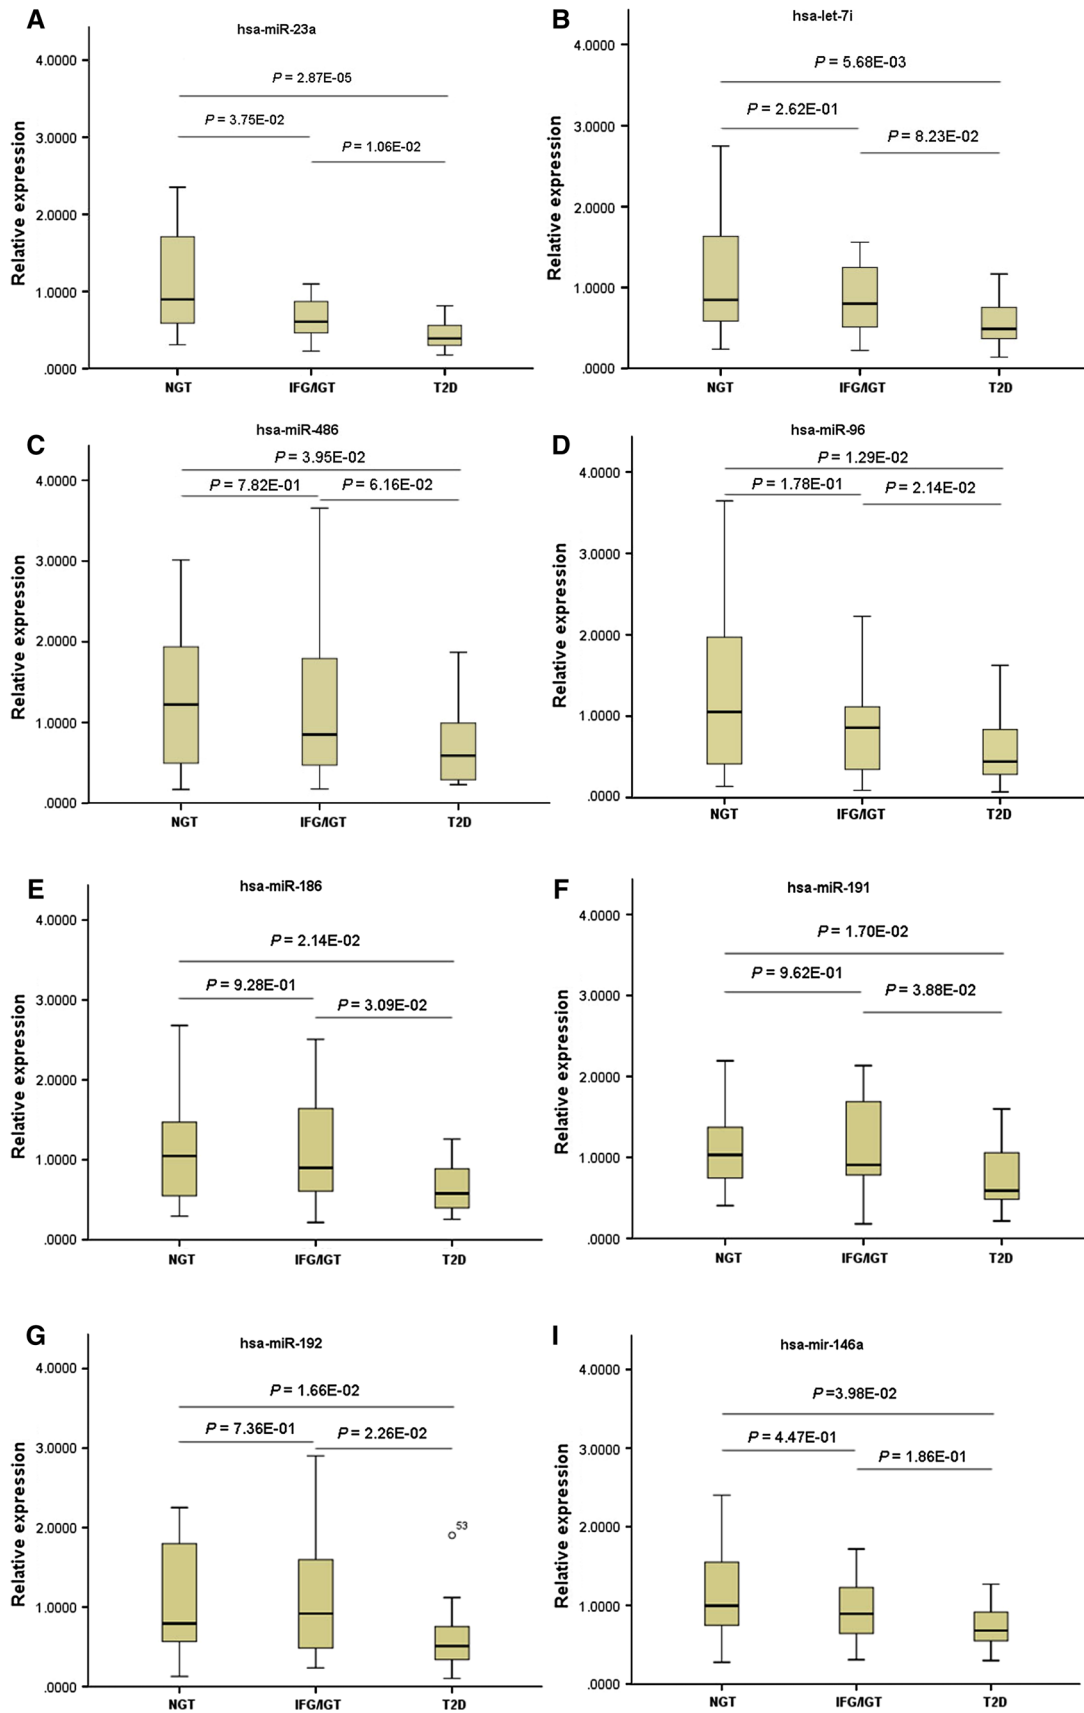 A
hsa-miR-23a
4.0000
3.0000
2.0000
1.0000
.0000
Relative expression
P = 2.87E-05
P = 3.75E-02
P = 1.06E-02
NGT IFG/IGT T2D
B
hsa-let-7i
4.0000
3.0000
2.0000
1.0000
.0000
Relative expression
P = 5.68E-03
P = 2.62E-01
P = 8.23E-02
NGT IFG/IGT T2D
C
hsa-miR-486
4.0000
3.0000
2.0000
1.0000
.0000
Relative expression
P = 3.95E-02
P = 7.82E-01
P = 6.16E-02
NGT IFG/IGT T2D
D
hsa-miR-96
4.0000
3.0000
2.0000
1.0000
.0000
Relative expression
P = 1.29E-02
P = 1.78E-01
P = 2.14E-02
NGT IFG/IGT T2D
E
hsa-miR-186
4.0000
3.0000
2.0000
1.0000
.0000
Relative expression
P = 2.14E-02
P = 9.28E-01
P = 3.09E-02
NGT IFG/IGT T2D
F
hsa-miR-191
4.0000
3.0000
2.0000
1.0000
.0000
Relative expression
P = 1.70E-02
P = 9.62E-01
P = 3.88E-02
NGT IFG/IGT T2D
G
hsa-miR-192
4.0000
3.0000
2.0000
1.0000
.0000
Relative expression
P = 1.66E-02
P = 7.36E-01
P = 2.26E-02
53
NGT IFG/IGT T2D
I
hsa-mir-146a
4.0000
3.0000
2.0000
1.0000
.0000
Relative expression
P =3.98E-02
P = 4.47E-01
P = 1.86E-01
NGT IFG/IGT T2D